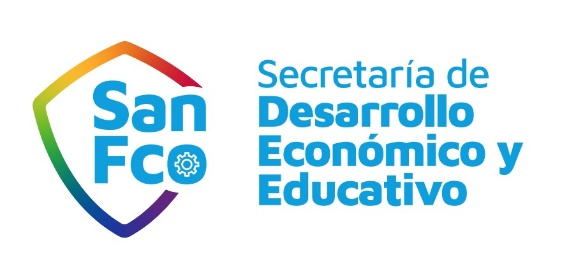 San
Fco
Secretaría de
Desarrollo
Económico y
Educativo